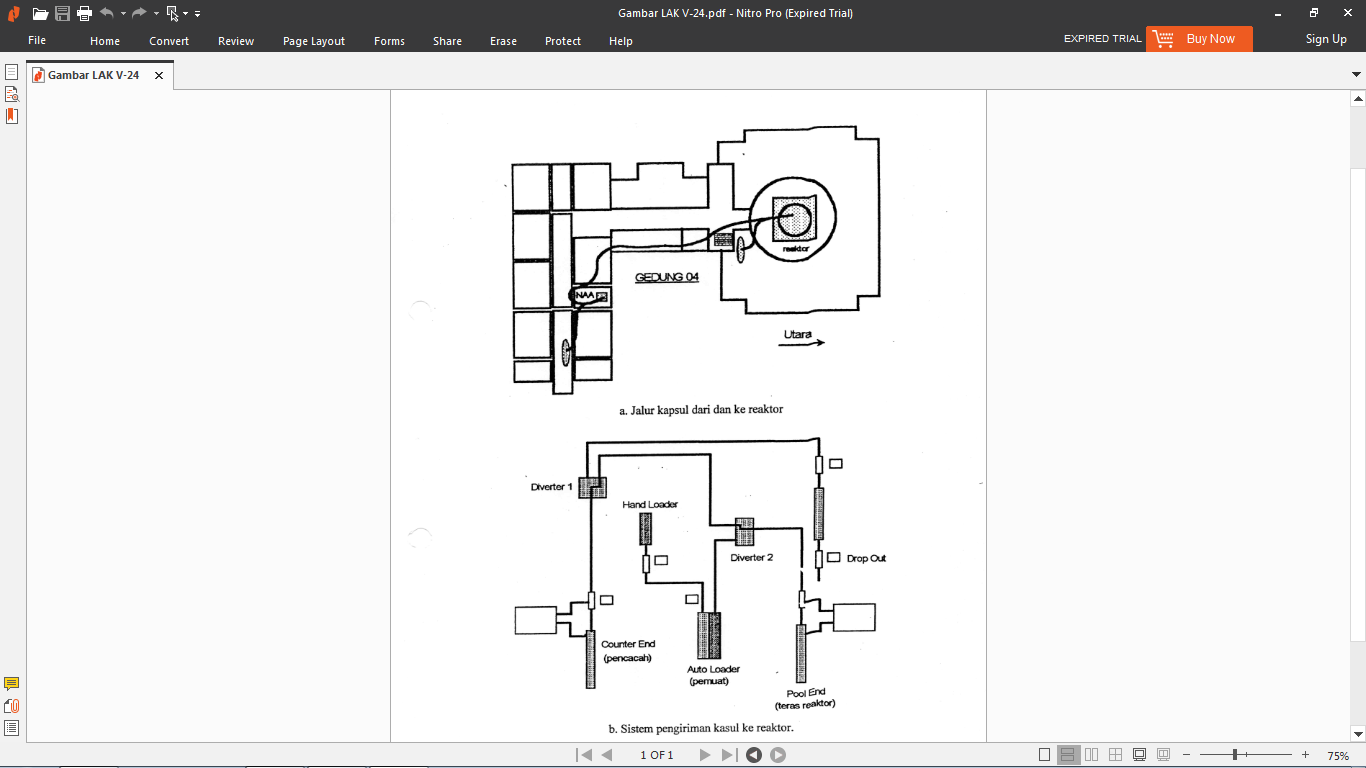 Gambar LAK V-24.pdf - Nitro Pro (Expired Trial)
File Home Convert Review Page Layout Forms Share Erase Protect Help
EXPIRED TRIAL Buy Now Sign Up
Gambar LAK V-24
reaktor
GEDUNG 04
NAA
Utara
a. Jalur kapsul dari dan ke reaktor
Diverter 1
Hand Loader
Diverter 2
Drop Out
Counter End
(pencacah)
Auto Loader
(pemuat)
Pool End
(teras reaktor)
b. Sistem pengiriman kasul ke reaktor.
1 OF 1
75%